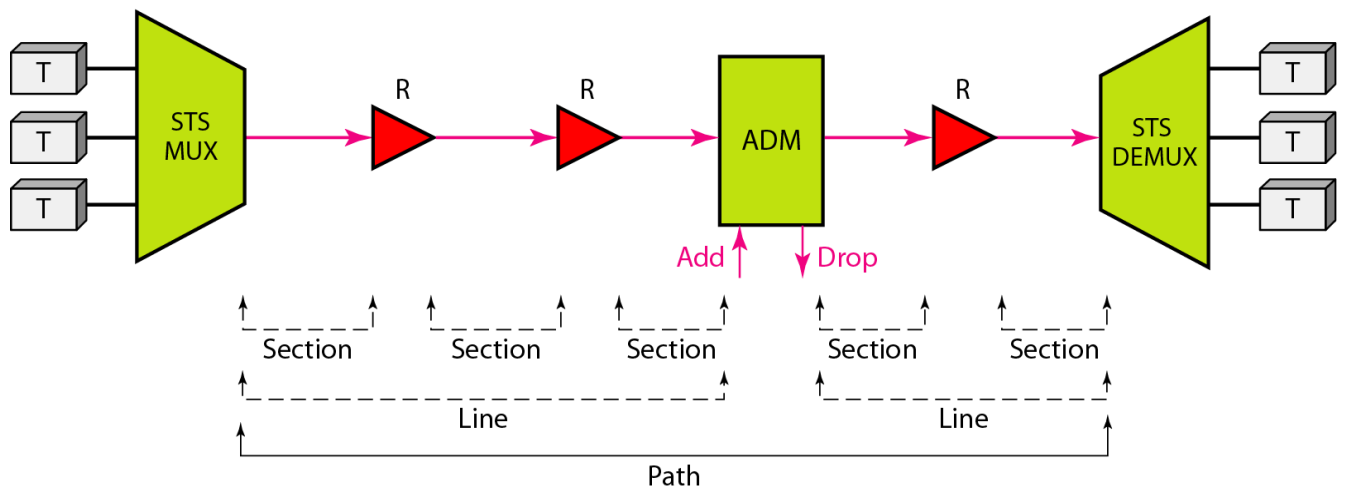 R R R
T T
STS
MUX
ADM
STS
DEMUX
T T
T T
Add Drop
Section Section Section Section Section
Line Line
Path